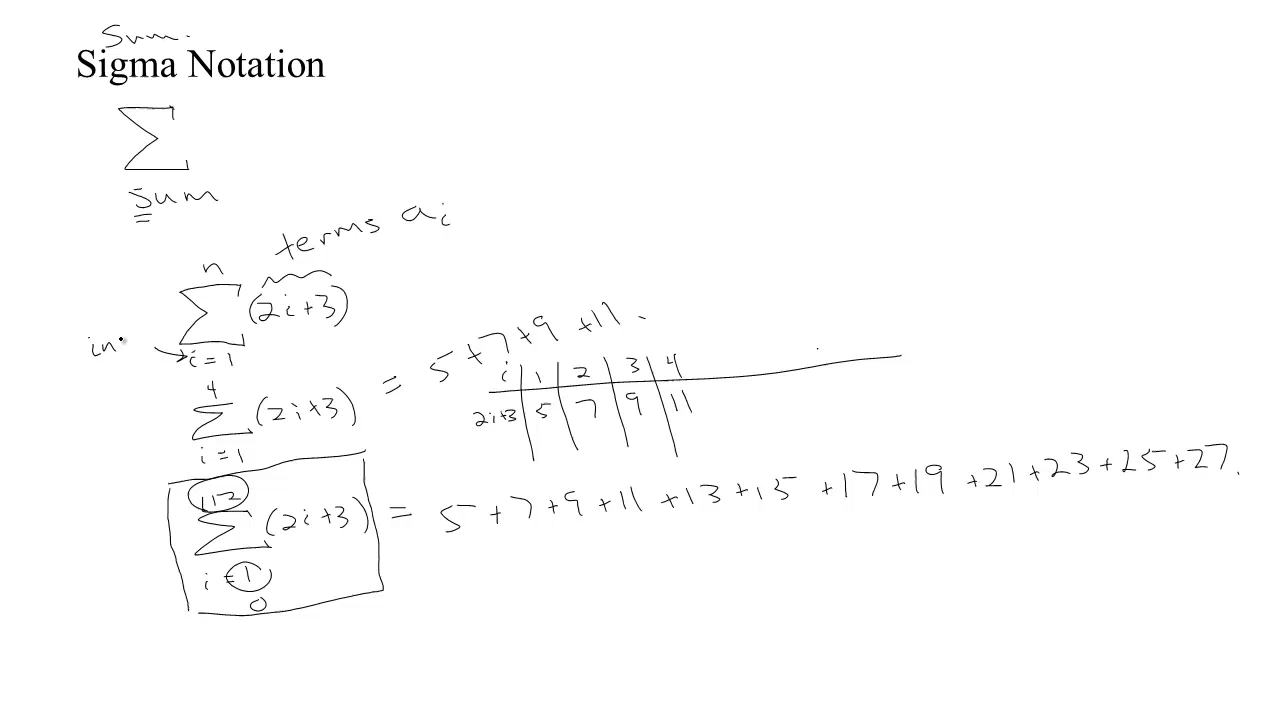 Sum.
Sigma Notation
Σ
Sum
terms aᵢ
n
Σ (2i+3)
in
i = 1
4
Σ (2i+3) = 5+7+9+11.
i = 1
i | 1 | 2 | 3 | 4
2i+3 | 5 | 7 | 9 | 11
Σ (2i+3) = 5+7+9+11+13+15+17+19+21+23+25+27.
i = 1
0